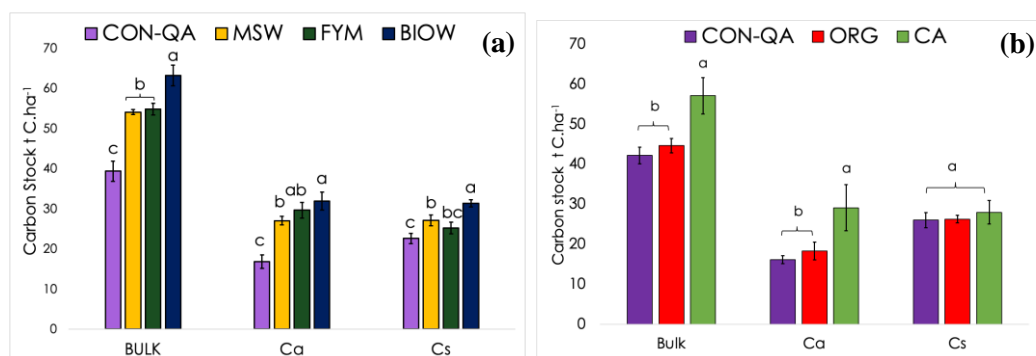 CON-QA MSW FYM BIOW (a)
Carbon Stock t C.ha⁻¹
70
60
50
40
30
20
10
0
c b a
c b ab a
c b bc a
BULK Ca Cs
CON-QA ORG CA (b)
Carbon stock t C.ha⁻¹
70
60
50
40
30
20
10
0
b a
b a
a
Bulk Ca Cs